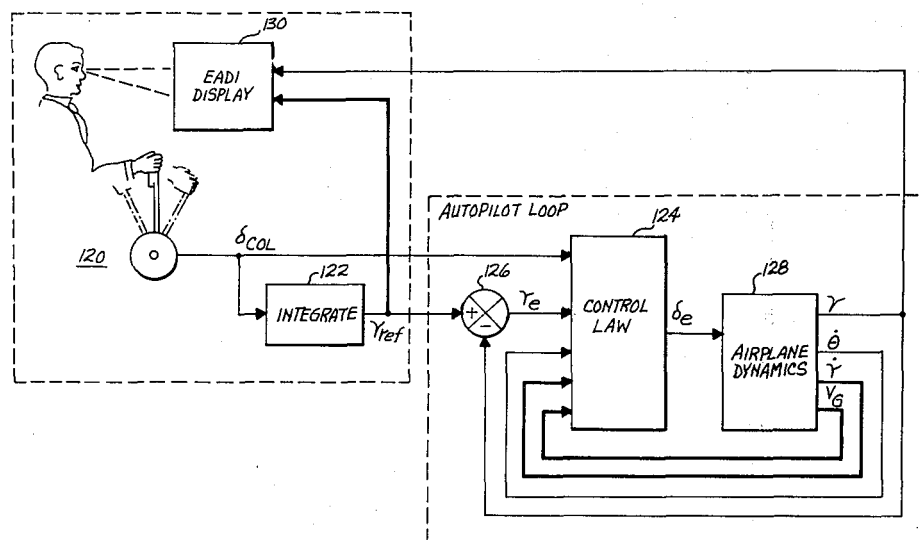 130
EADI
DISPLAY
AUTOPILOT LOOP
124
120
δCOL
122
INTEGRATE
γref
126
+
−
γe
CONTROL
LAW
δe
128
AIRPLANE
DYNAMICS
γ
θ̇
γ̇
VG